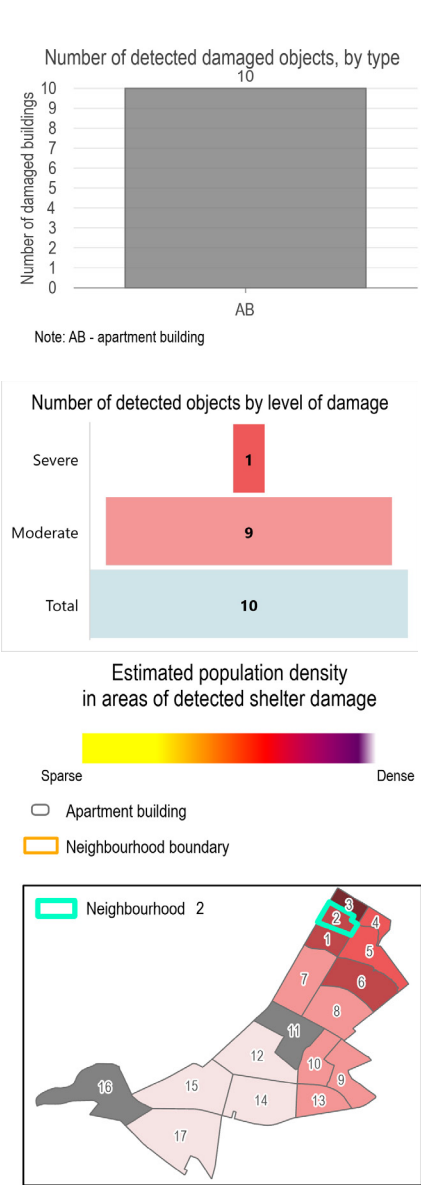 Number of detected damaged objects, by type
10
10
9
8
7
6
5
4
3
2
1
0
Number of damaged buildings
AB
Note: AB - apartment building
Number of detected objects by level of damage
Severe
1
Moderate
9
Total
10
Estimated population density
in areas of detected shelter damage
Sparse
Dense
Apartment building
Neighbourhood boundary
Neighbourhood 2
3
2
4
1
5
7
6
8
11
12
10
16
15
9
14
13
17